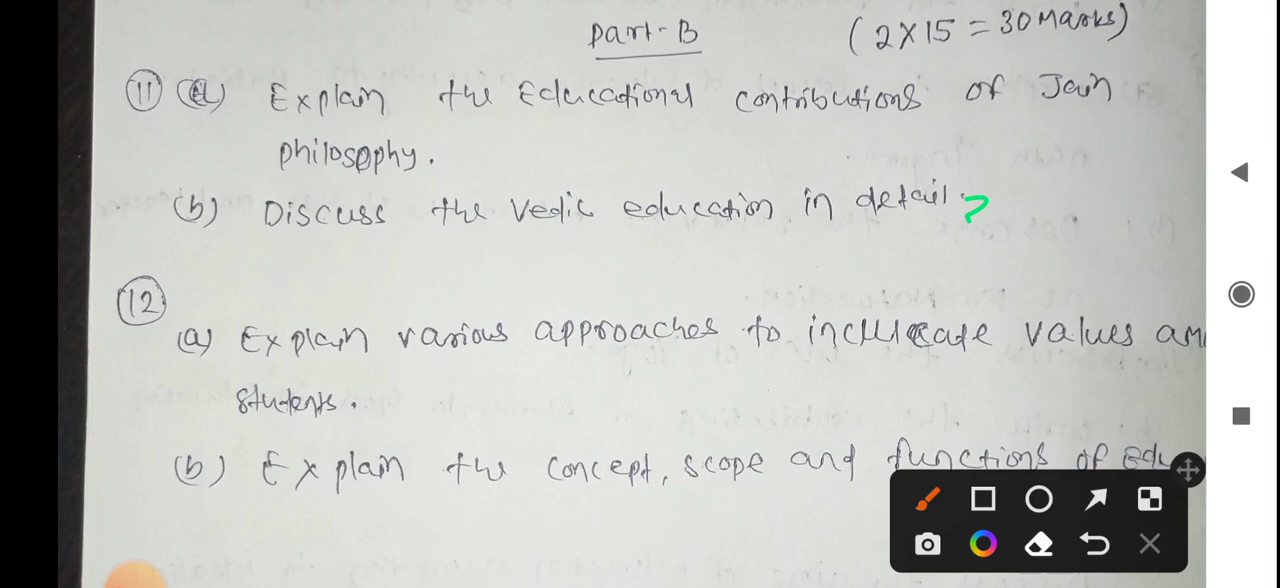 Part-B (2×15=30 Marks)
11 (a) Explain the Educational contributions of Jain
philosophy.
(b) Discuss the Vedic education in detail. ?
12
(a) Explain various approaches to inculcate values am
students.
(b) Explain the concept, scope and functions of Edu